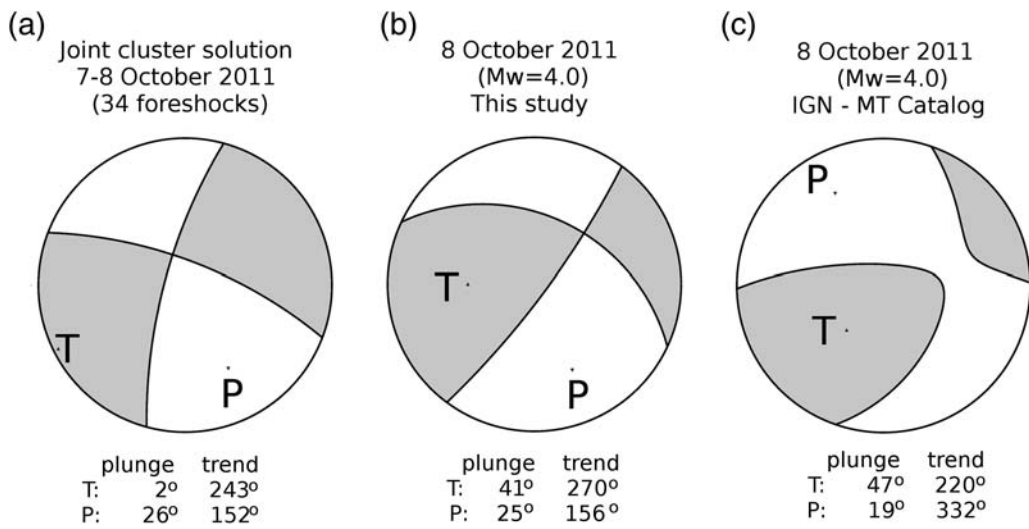 (a)
Joint cluster solution
7-8 October 2011
(34 foreshocks)
T
P
plunge trend
T: 2º 243º
P: 26º 152º
(b)
8 October 2011
(Mw=4.0)
This study
T
P
plunge trend
T: 41º 270º
P: 25º 156º
(c)
8 October 2011
(Mw=4.0)
IGN - MT Catalog
P
T
plunge trend
T: 47º 220º
P: 19º 332º